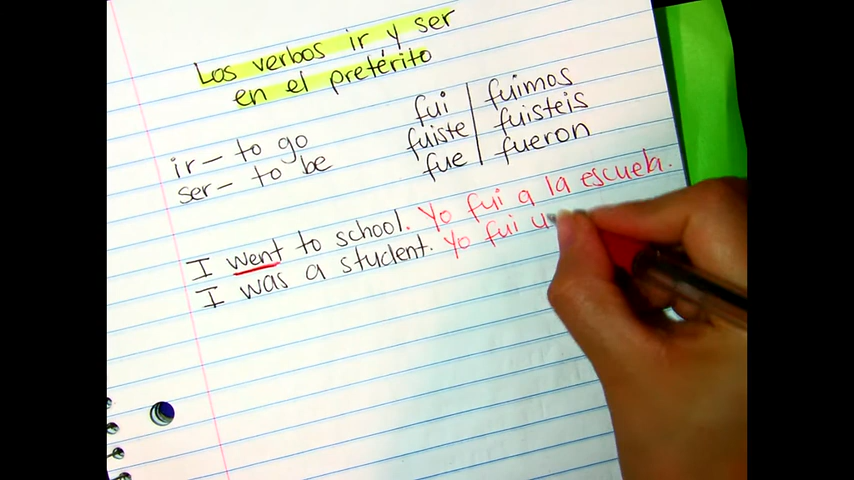 Los verbos ir y ser
en el pretérito
ir – to go
ser – to be
fui | fuimos
fuiste | fuisteis
fue | fueron
I went to school. Yo fui a la escuela.
I was a student. Yo fui u